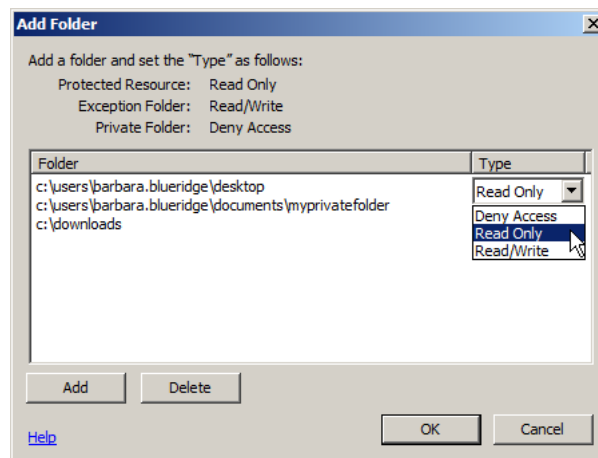 Add Folder
Add a folder and set the "Type" as follows:
Protected Resource: Read Only
Exception Folder: Read/Write
Private Folder: Deny Access
Folder Type
c:\users\barbara.blueridge\desktop Read Only
c:\users\barbara.blueridge\documents\myprivatefolder
c:\downloads
Deny Access
Read Only
Read/Write
Add Delete
Help OK Cancel